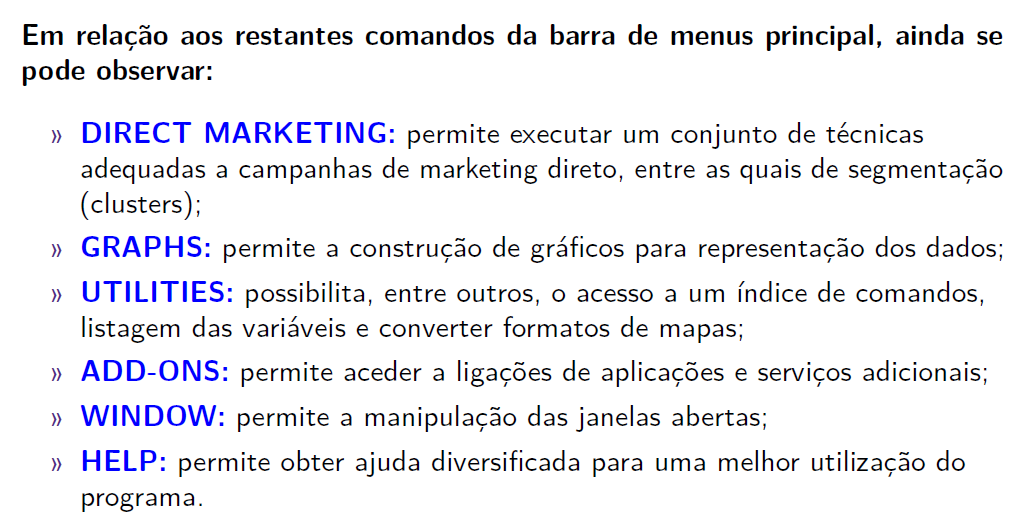 Em relação aos restantes comandos da barra de menus principal, ainda se
pode observar:
» DIRECT MARKETING: permite executar um conjunto de técnicas
adequadas a campanhas de marketing direto, entre as quais de segmentação
(clusters);
» GRAPHS: permite a construção de gráficos para representação dos dados;
» UTILITIES: possibilita, entre outros, o acesso a um índice de comandos,
listagem das variáveis e converter formatos de mapas;
» ADD-ONS: permite aceder a ligações de aplicações e serviços adicionais;
» WINDOW: permite a manipulação das janelas abertas;
» HELP: permite obter ajuda diversificada para uma melhor utilização do
programa.